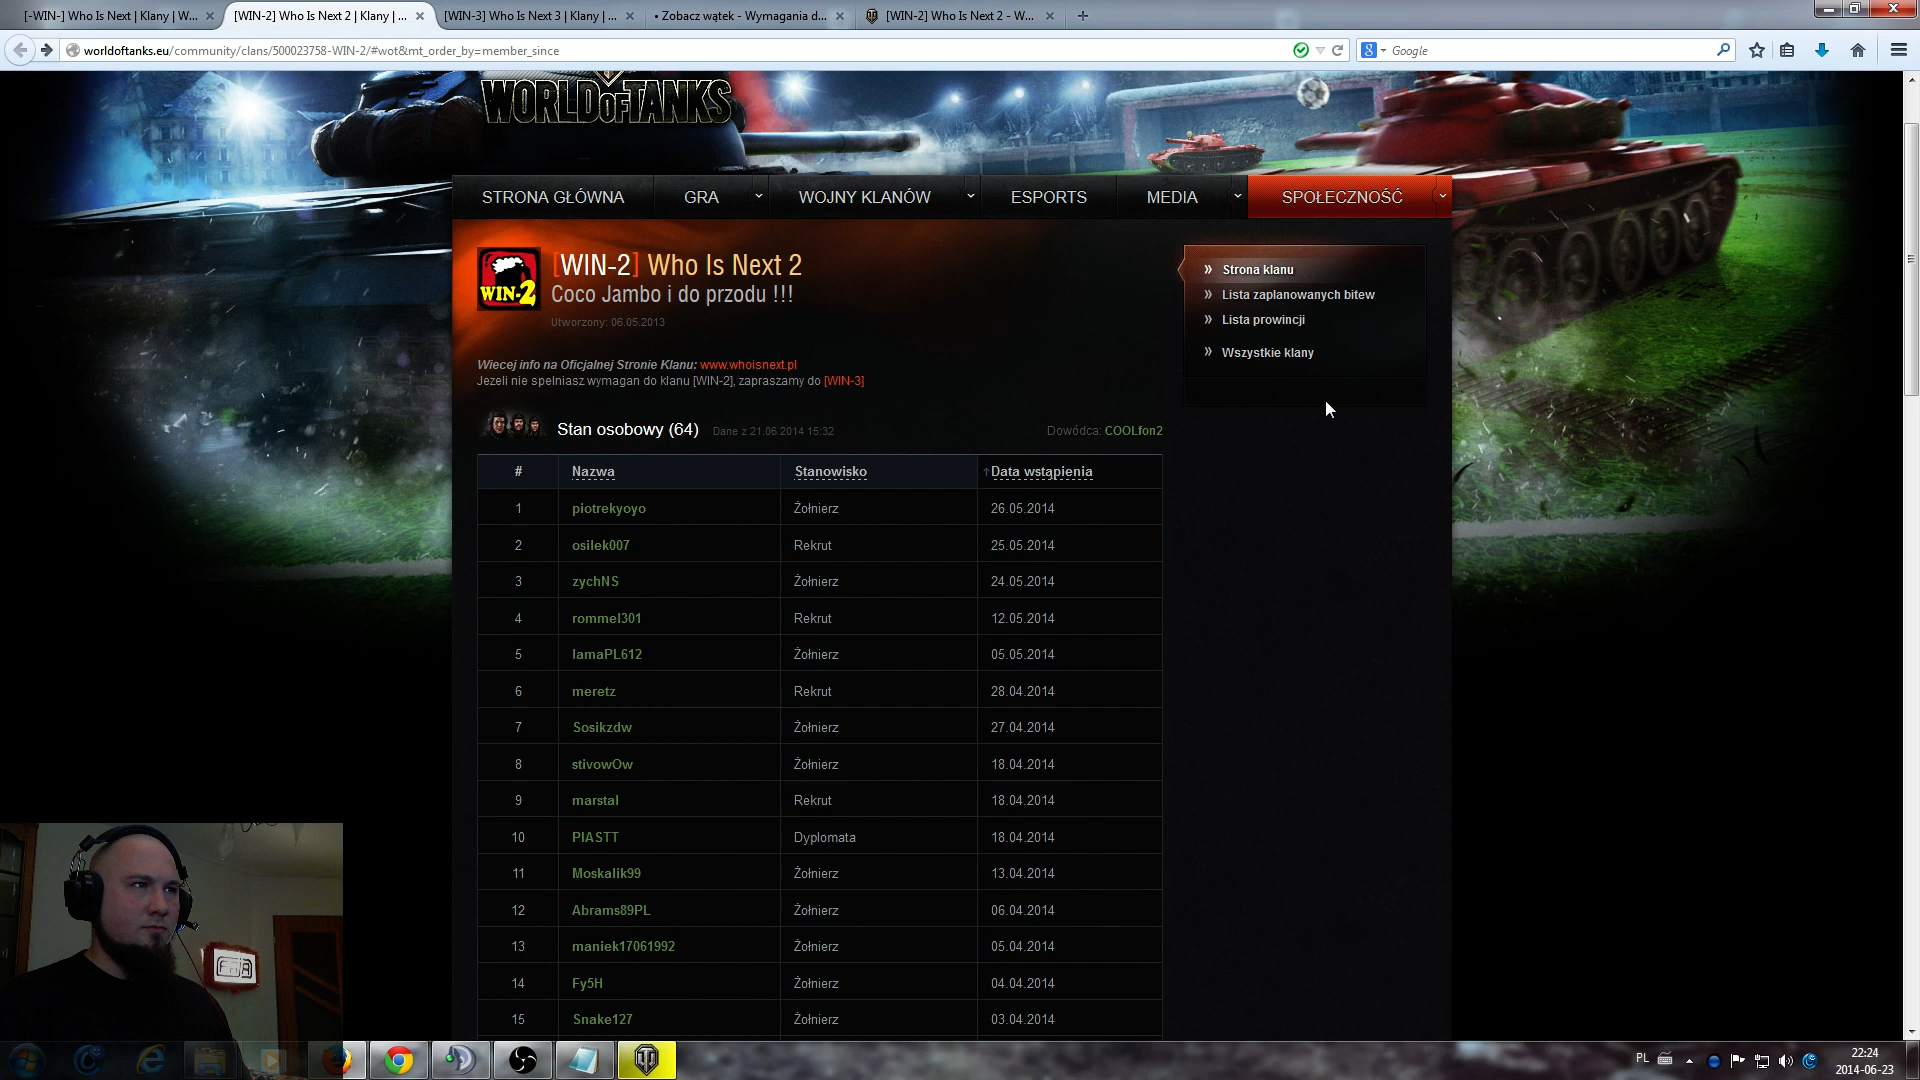 [-WIN-] Who Is Next | Klany | W...
[WIN-2] Who Is Next 2 | Klany | ...
[WIN-3] Who Is Next 3 | Klany | ...
• Zobacz wątek - Wymagania d...
[WIN-2] Who Is Next 2 - W...
worldoftanks.eu/community/clans/500023758-WIN-2/#wot&mt_order_by=member_since
Google
WORLD OF TANKS
STRONA GŁÓWNA
GRA
WOJNY KLANÓW
ESPORTS
MEDIA
SPOŁECZNOŚĆ
WIN-2
[WIN-2] Who Is Next 2
Coco Jambo i do przodu !!!
Utworzony: 06.05.2013
Strona klanu
Lista zaplanowanych bitew
Lista prowincji
Wszystkie klany
Wiecej info na Oficjalnej Stronie Klanu: www.whoisnext.pl
Jezeli nie spelniasz wymagan do klanu [WIN-2], zapraszamy do [WIN-3]
Stan osobowy (64) Dane z 21.06.2014 15:32 Dowódca: COOLfon2
# Nazwa Stanowisko ↑Data wstąpienia
1 piotrekyoyo Żołnierz 26.05.2014
2 osilek007 Rekrut 25.05.2014
3 zychNS Żołnierz 24.05.2014
4 rommel301 Rekrut 12.05.2014
5 lamaPL612 Żołnierz 05.05.2014
6 meretz Rekrut 28.04.2014
7 Sosikzdw Żołnierz 27.04.2014
8 stivowOw Żołnierz 18.04.2014
9 marstal Rekrut 18.04.2014
10 PIASTT Dyplomata 18.04.2014
11 Moskalik99 Żołnierz 13.04.2014
12 Abrams89PL Żołnierz 06.04.2014
13 maniek17061992 Żołnierz 05.04.2014
14 Fy5H Żołnierz 04.04.2014
15 Snake127 Żołnierz 03.04.2014
PL
22:24
2014-06-23